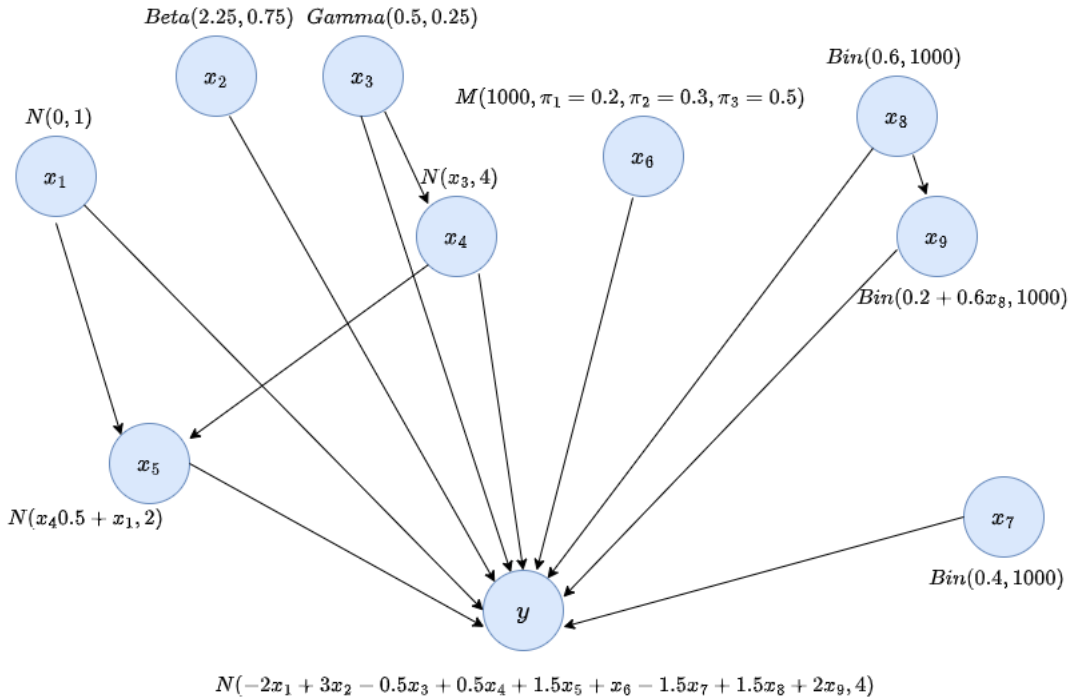 Beta(2.25, 0.75) Gamma(0.5, 0.25)
x₂
x₃
Bin(0.6, 1000)
M(1000, π₁ = 0.2, π₂ = 0.3, π₃ = 0.5)
x₈
N(0, 1)
x₆
x₁
N(x₃, 4)
x₄
x₉
Bin(0.2 + 0.6x₈, 1000)
x₅
N(x₄0.5 + x₁, 2)
x₇
Bin(0.4, 1000)
y
N(−2x₁ + 3x₂ − 0.5x₃ + 0.5x₄ + 1.5x₅ + x₆ − 1.5x₇ + 1.5x₈ + 2x₉, 4)